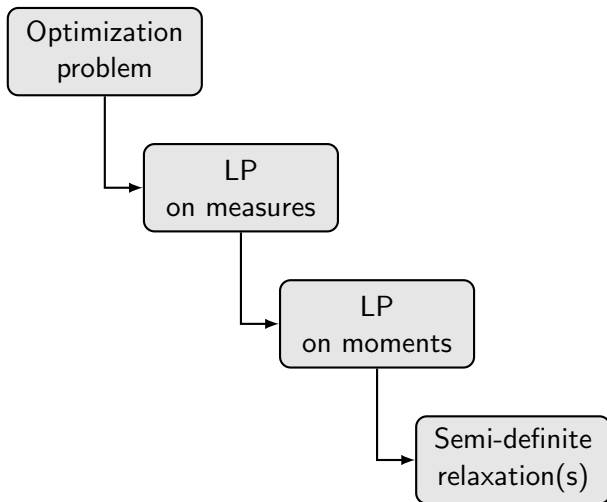 Optimization
problem
LP
on measures
LP
on moments
Semi-definite
relaxation(s)